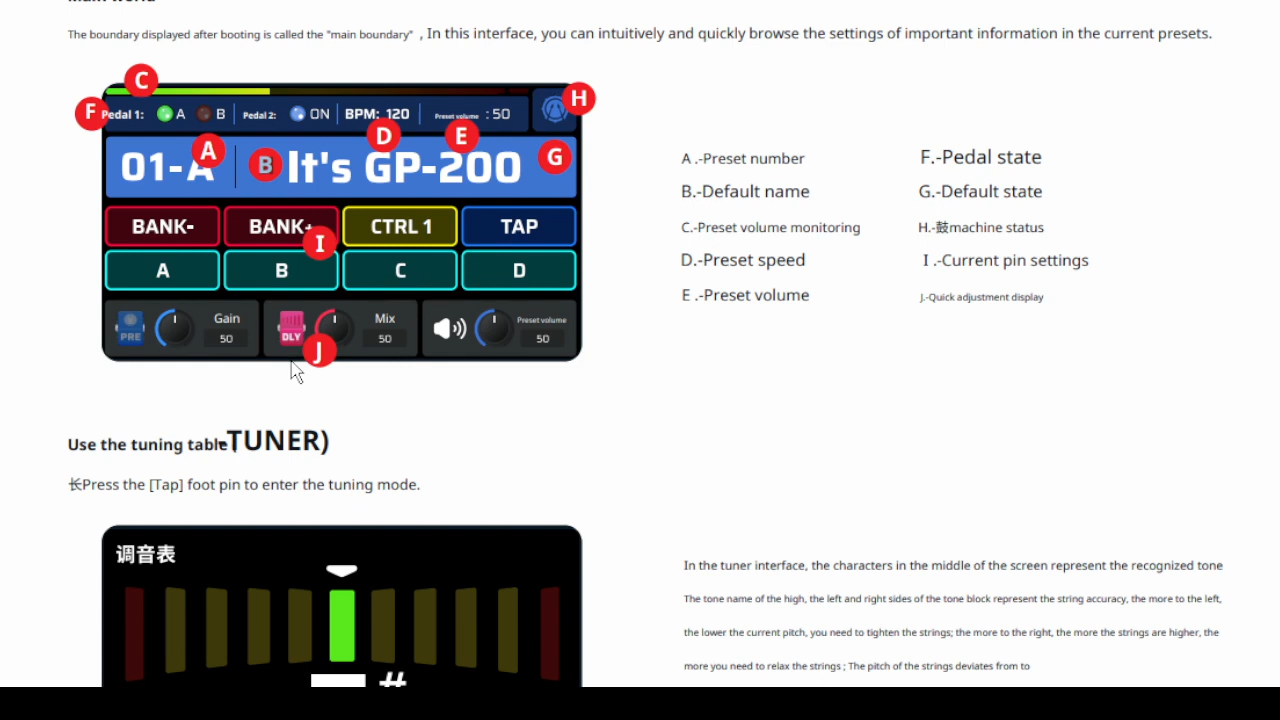 Main world
The boundary displayed after booting is called the "main boundary" , In this interface, you can intuitively and quickly browse the settings of important information in the current presets.
C
F Pedal 1: A B Pedal 2: ON BPM: 120 Preset volume : 50 H
A D E
01-A B It's GP-200 G
BANK- BANK+ CTRL 1 TAP
I
A B C D
PRE Gain 50 DLY Mix 50 Preset volume 50
J
A .-Preset number
B.-Default name
C.-Preset volume monitoring
D.-Preset speed
E .-Preset volume
F.-Pedal state
G.-Default state
H.-鼓machine status
I .-Current pin settings
J.-Quick adjustment display
Use the tuning table TUNER)
长Press the [Tap] foot pin to enter the tuning mode.
调音表
#
In the tuner interface, the characters in the middle of the screen represent the recognized tone
The tone name of the high, the left and right sides of the tone block represent the string accuracy, the more to the left,
the lower the current pitch, you need to tighten the strings; the more to the right, the more the strings are higher, the
more you need to relax the strings ; The pitch of the strings deviates from to